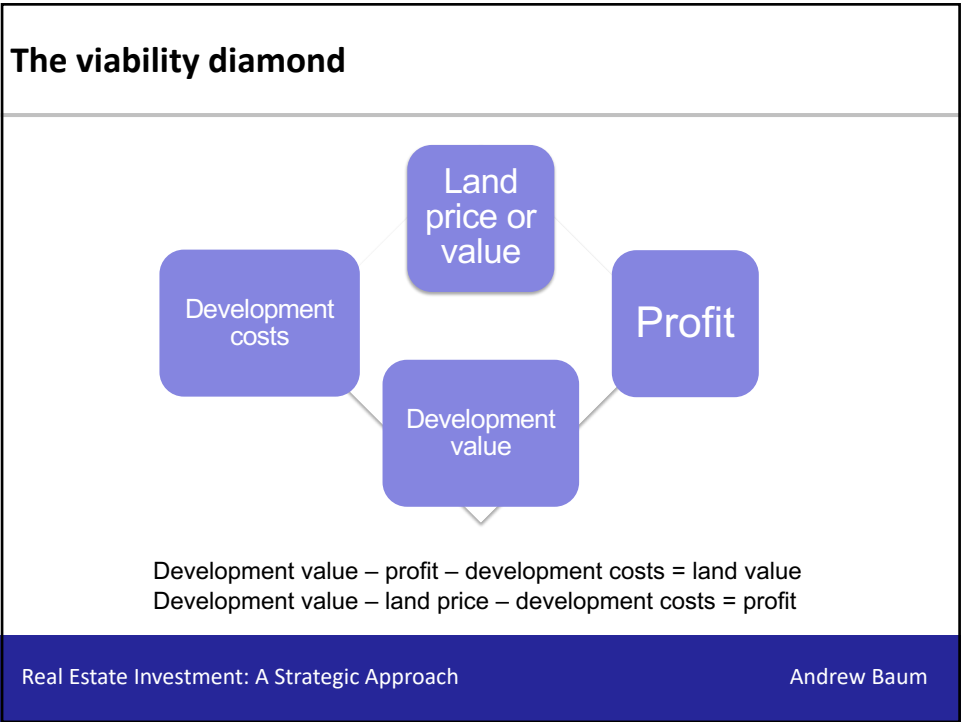 The viability diamond
Land
price or
value
Development
costs
Profit
Development
value
Development value – profit – development costs = land value
Development value – land price – development costs = profit
Real Estate Investment: A Strategic Approach
Andrew Baum